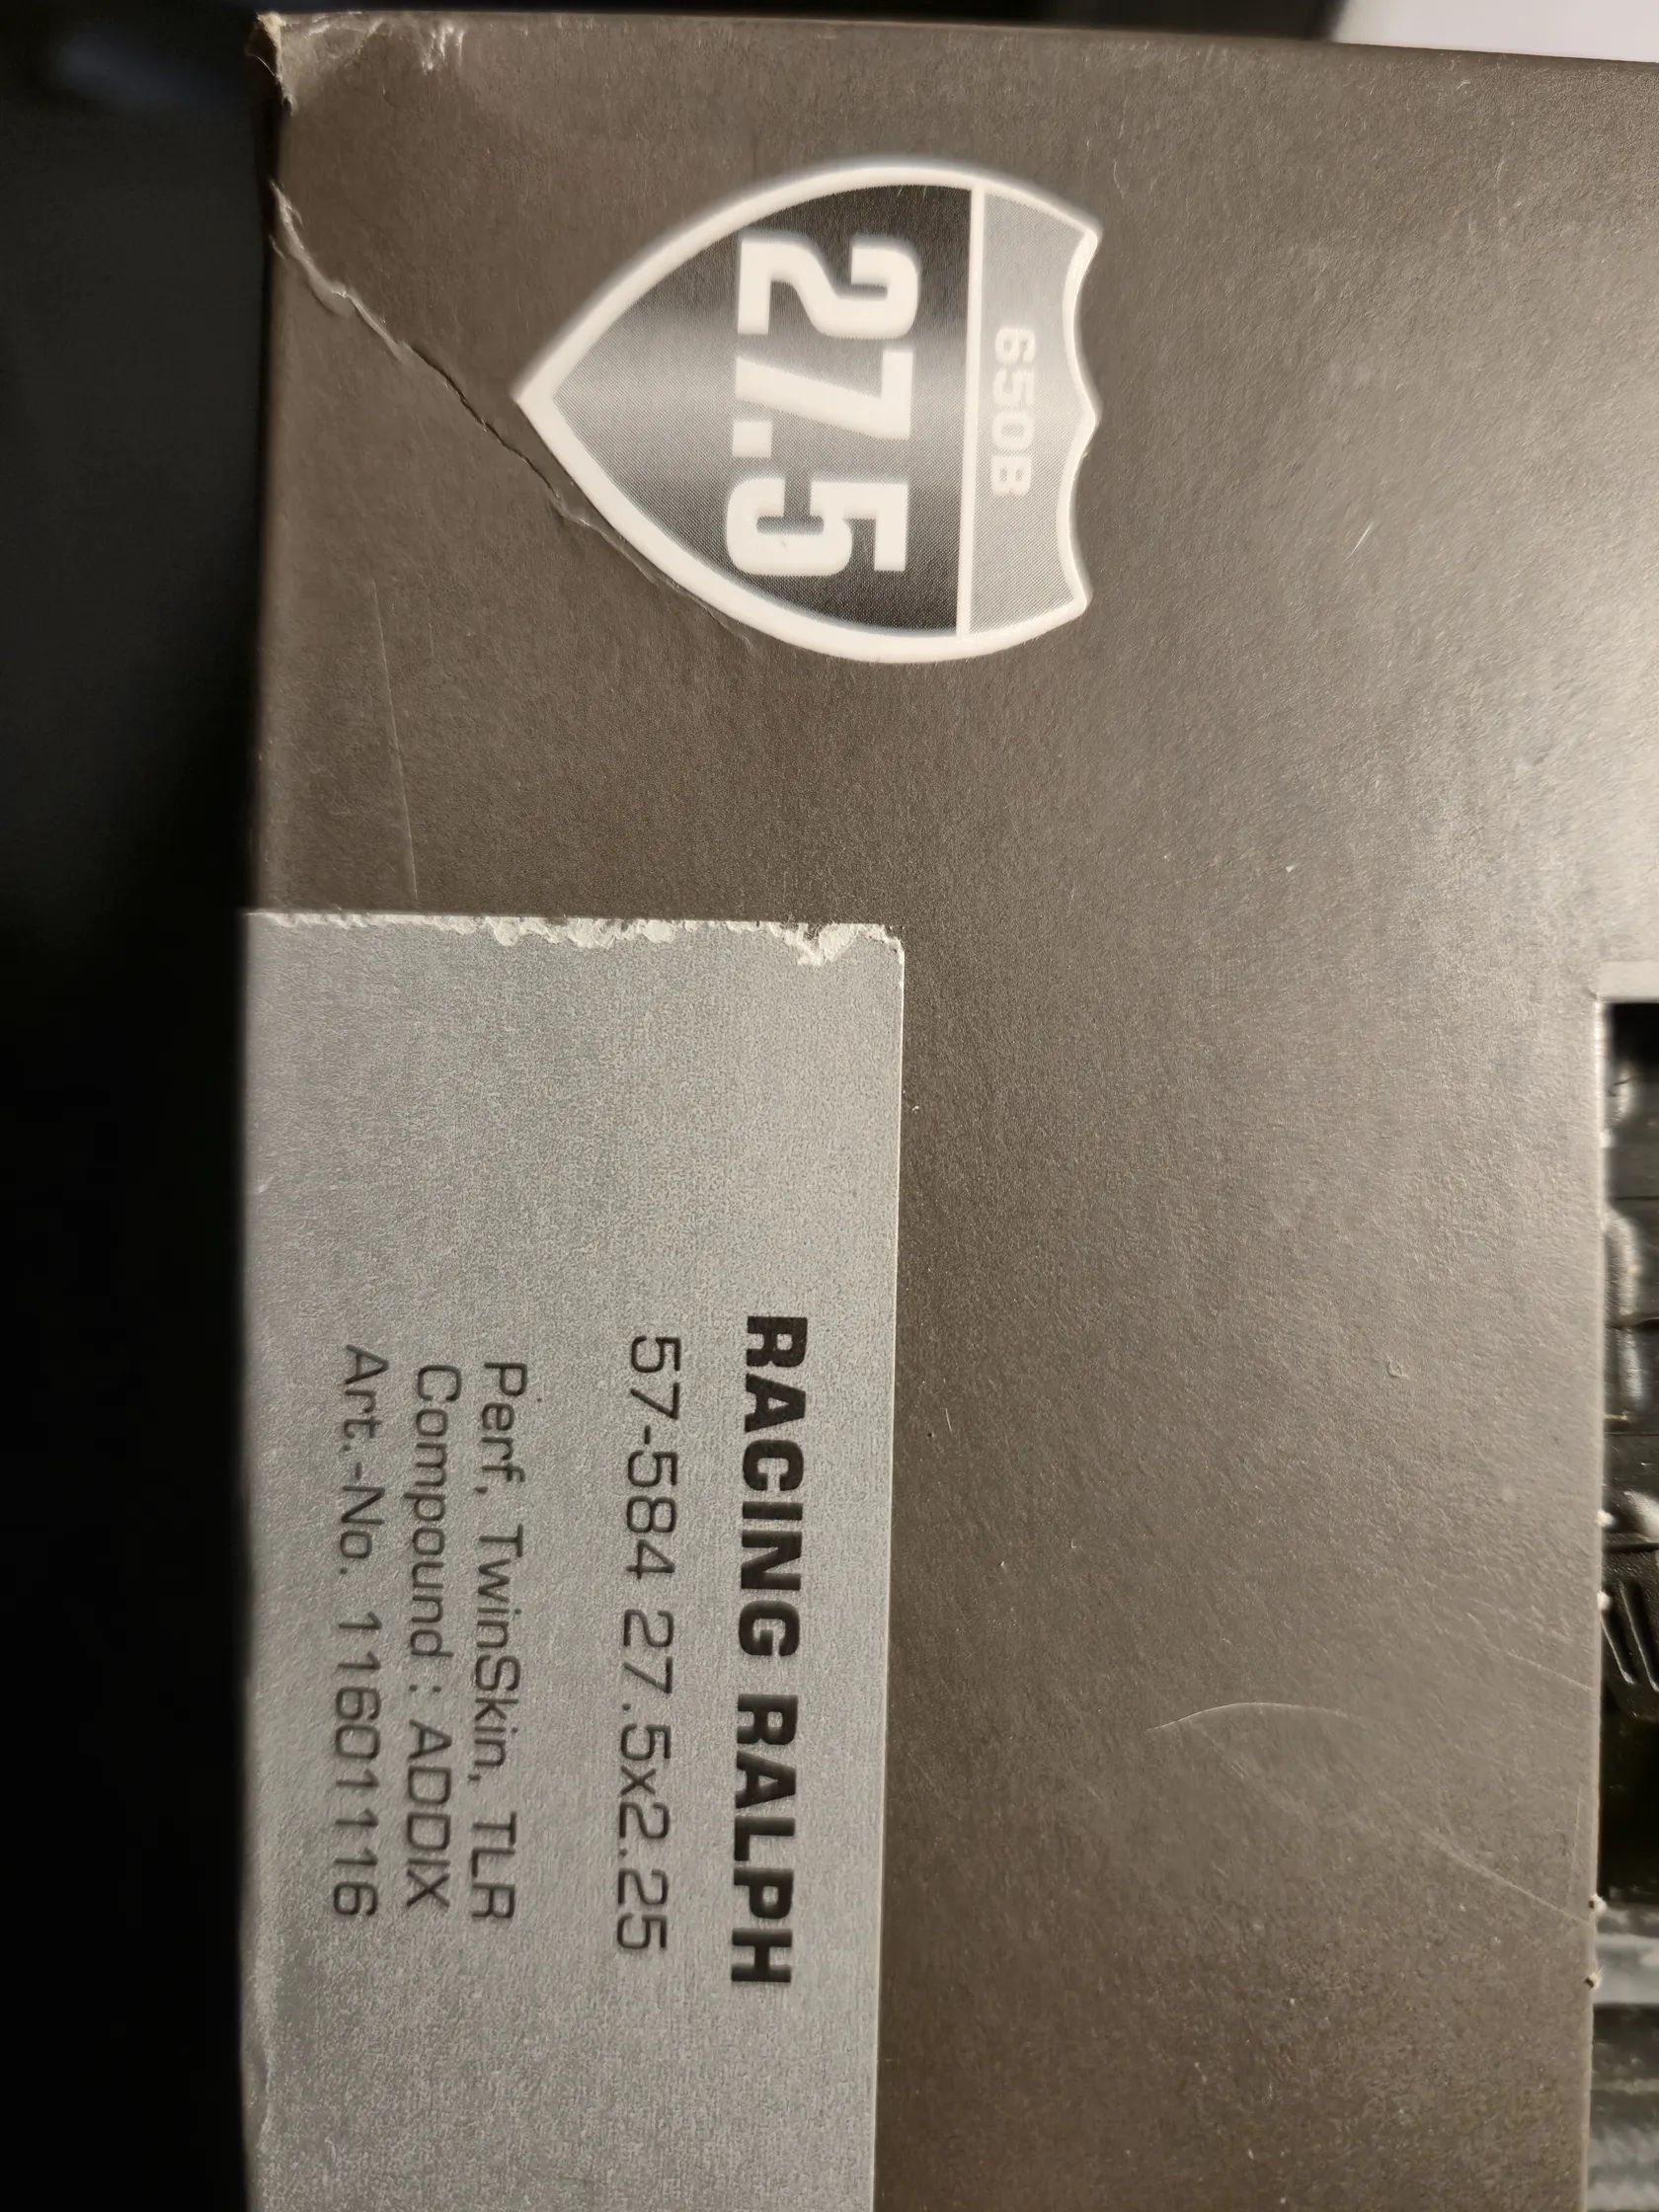 650B
27.5
RACING RALPH
57-584 27.5x2.25
Perf, TwinSkin, TLR
Compound : ADDIX
Art.-No. 11601116